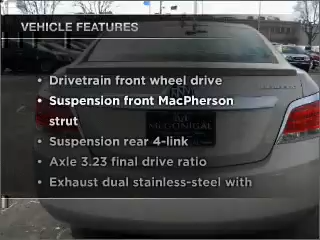 VEHICLE FEATURES
• Drivetrain front wheel drive
• Suspension front MacPherson
strut
• Suspension rear 4-link
• Axle 3.23 final drive ratio
• Exhaust dual stainless-steel with